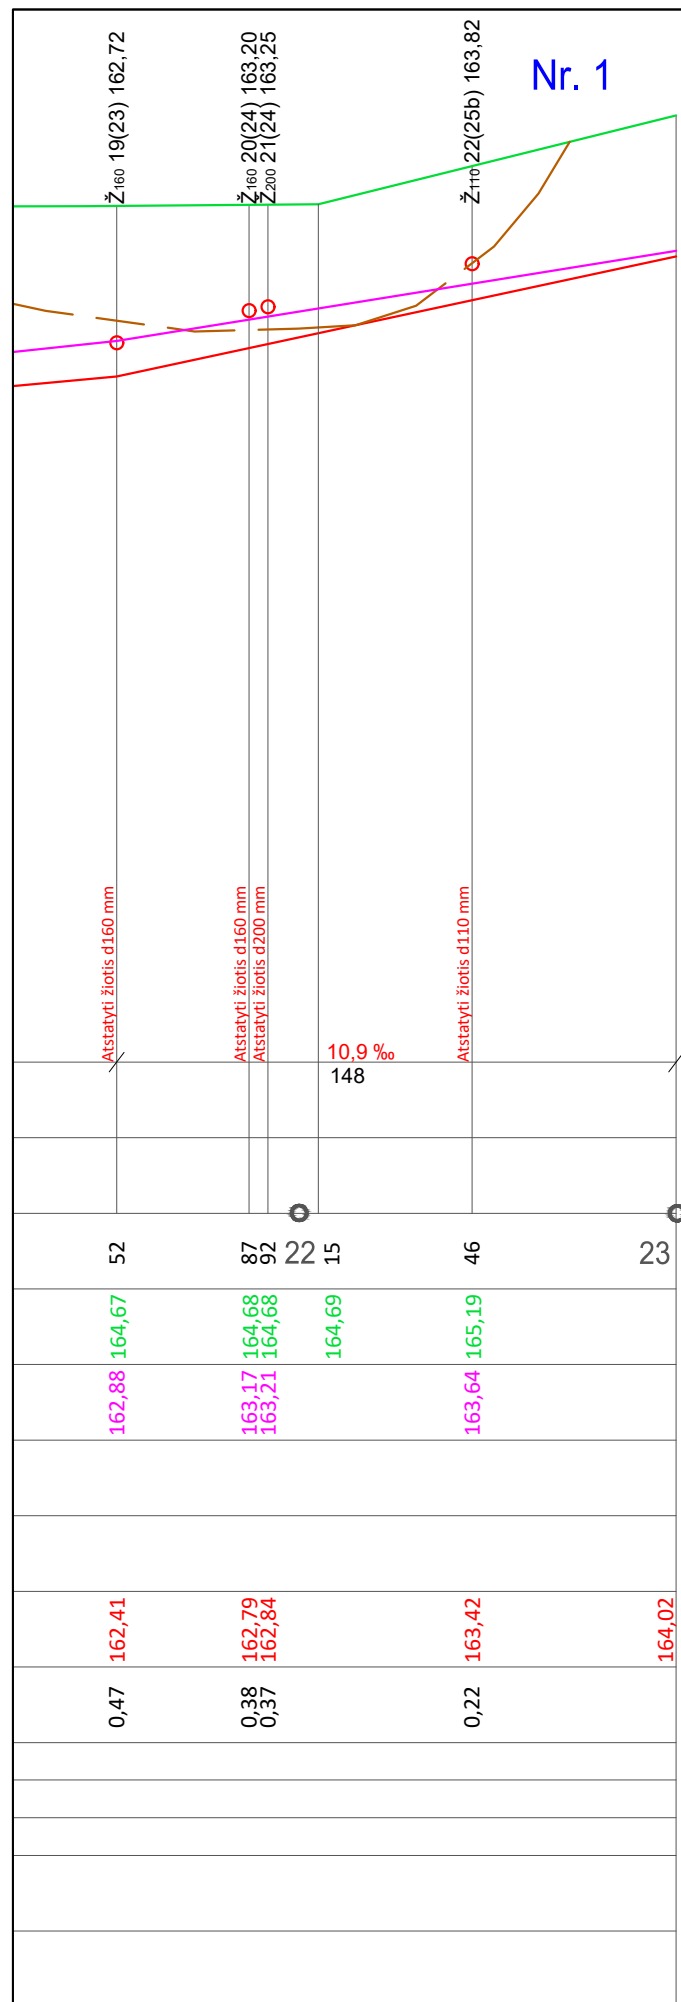 Nr. 1
Ž160 19(23) 162,72
Ž160 20(24) 163,20
Ž200 21(24) 163,25
Ž110 22(25b) 163,82
Atstatyti žiotis d160 mm
Atstatyti žiotis d160 mm
Atstatyti žiotis d200 mm
Atstatyti žiotis d110 mm
10,9 ‰
148
52 87 92 22 15 46 23
164,67 164,68 164,68 164,69 165,19
162,88 163,17 163,21 163,64
162,41 162,79 162,84 163,42 164,02
0,47 0,38 0,37 0,22